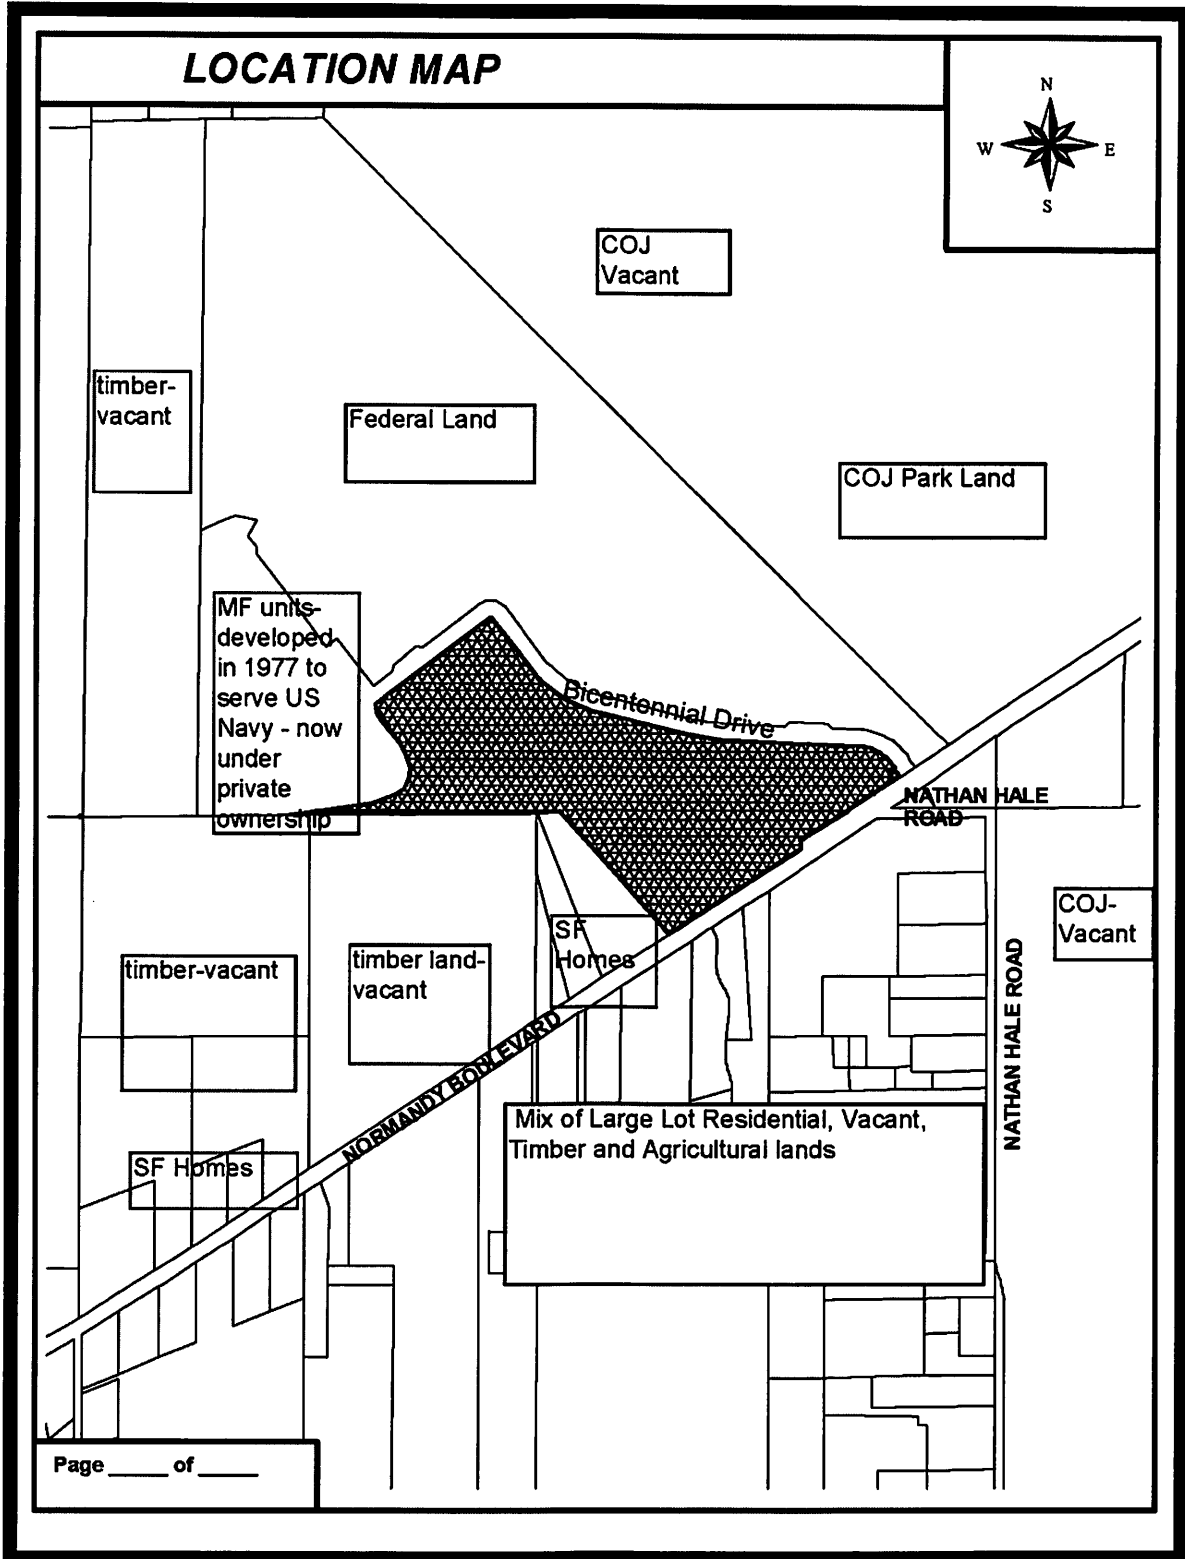 LOCATION MAP
N
W E
S
COJ
Vacant
timber-
vacant
Federal Land
COJ Park Land
MF units-
developed
in 1977 to
serve US
Navy - now
under
private
ownership
Bicentennial Drive
NATHAN HALE
ROAD
COJ-
Vacant
SF
Homes
timber-vacant
timber land-
vacant
NORMANDY BOULEVARD
NATHAN HALE ROAD
Mix of Large Lot Residential, Vacant,
Timber and Agricultural lands
SF Homes
Page _____ of _____